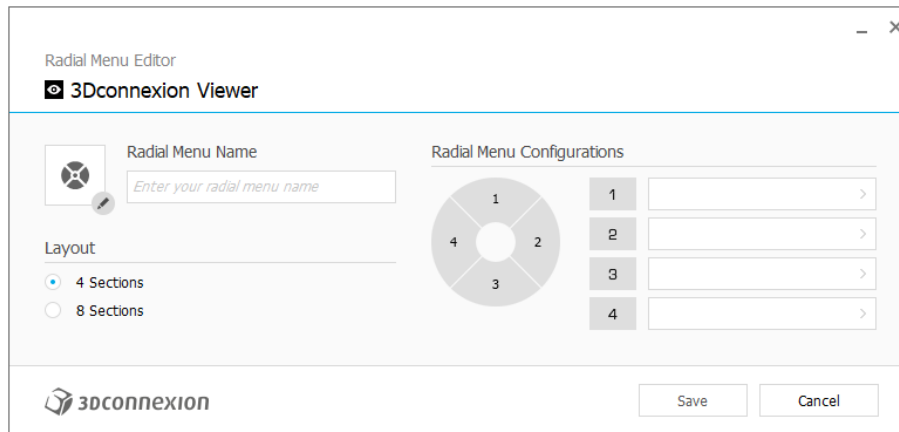 Radial Menu Editor
3Dconnexion Viewer
Radial Menu Name
Enter your radial menu name
Layout
4 Sections
8 Sections
Radial Menu Configurations
1
2
3
4
1
2
3
4
3Dconnexion
Save
Cancel